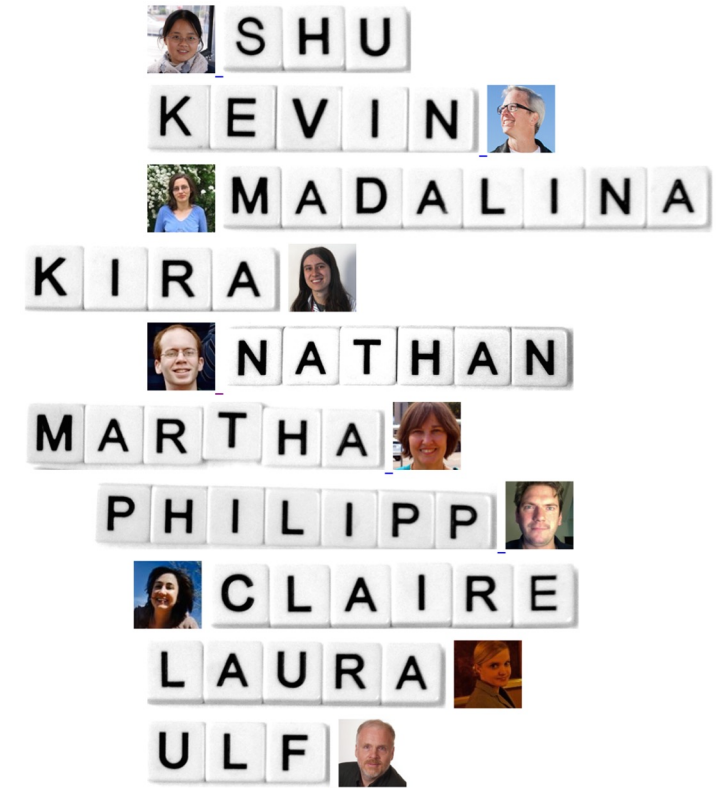 SHU
KEVIN
MADALINA
KIRA
NATHAN
MARTHA
PHILIPP
CLAIRE
LAURA
ULF